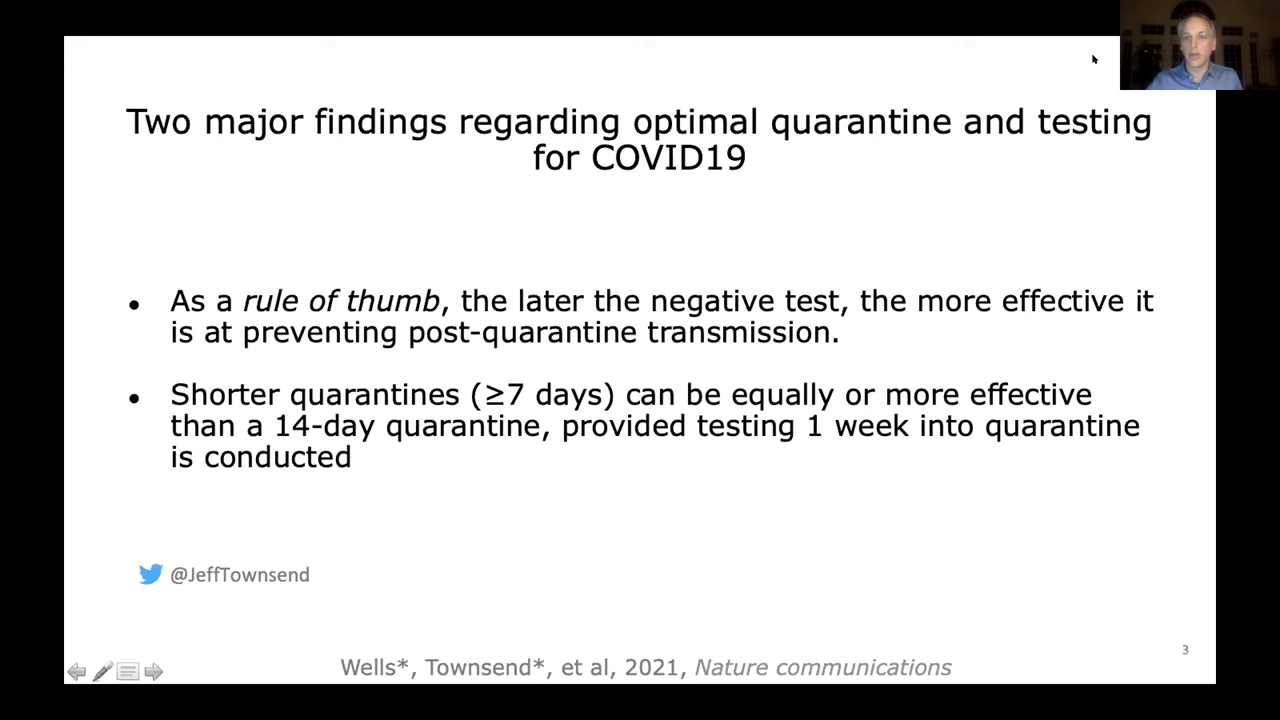 Two major findings regarding optimal quarantine and testing
for COVID19
● As a rule of thumb, the later the negative test, the more effective it
is at preventing post-quarantine transmission.
● Shorter quarantines (≥7 days) can be equally or more effective
than a 14-day quarantine, provided testing 1 week into quarantine
is conducted
@JeffTownsend
3
Wells*, Townsend*, et al, 2021, Nature communications